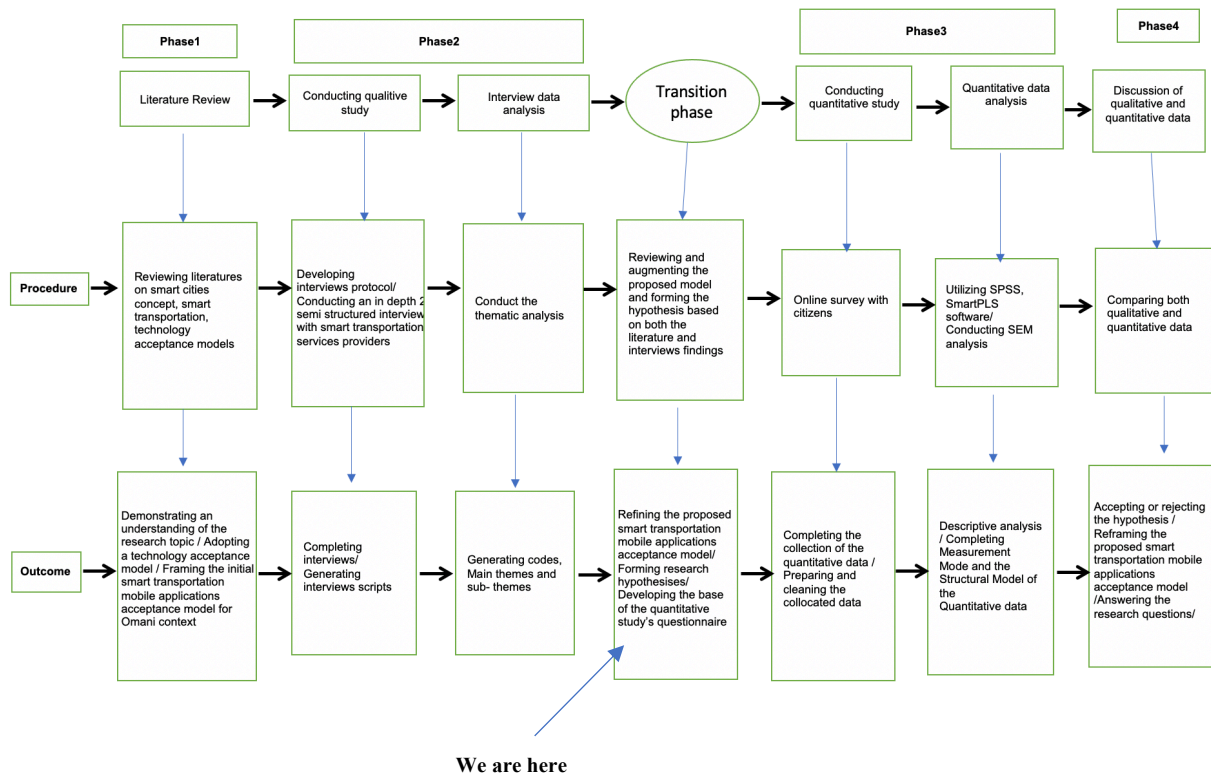 Phase1
Phase2
Phase3
Phase4
Literature Review
Conducting qualitive
study
Interview data
analysis
Transition
phase
Conducting
quantitative study
Quantitative data
analysis
Discussion of
qualitative and
quantitative data
Procedure
Reviewing literatures
on smart cities
concept, smart
transportation,
technology
acceptance models
Developing
interviews protocol/
Conducting an in depth 2
semi structured interview
with smart transportation
services providers
Conduct the
thematic analysis
Reviewing and
augmenting the
proposed model
and forming the
hypothesis based
on both the
literature and
interviews findings
Online survey with
citizens
Utilizing SPSS,
SmartPLS
software/
Conducting SEM
analysis
Comparing both
qualitative and
quantitative data
Outcome
Demonstrating an
understanding of the
research topic / Adopting
a technology acceptance
model / Framing the initial
smart transportation
mobile applications
acceptance model for
Omani context
Completing
interviews/
Generating
interviews scripts
Generating codes,
Main themes and
sub- themes
Refining the proposed
smart transportation
mobile applications
acceptance model/
Forming research
hypothesises/
Developing the base
of the quantitative
study's questionnaire
Completing the
collection of the
quantitative data /
Preparing and
cleaning the
collocated data
Descriptive analysis
/ Completing
Measurement
Mode and the
Structural Model of
the
Quantitative data
Accepting or rejecting
the hypothesis /
Reframing the
proposed smart
transportation mobile
applications
acceptance model
/Answering the
research questions/
We are here